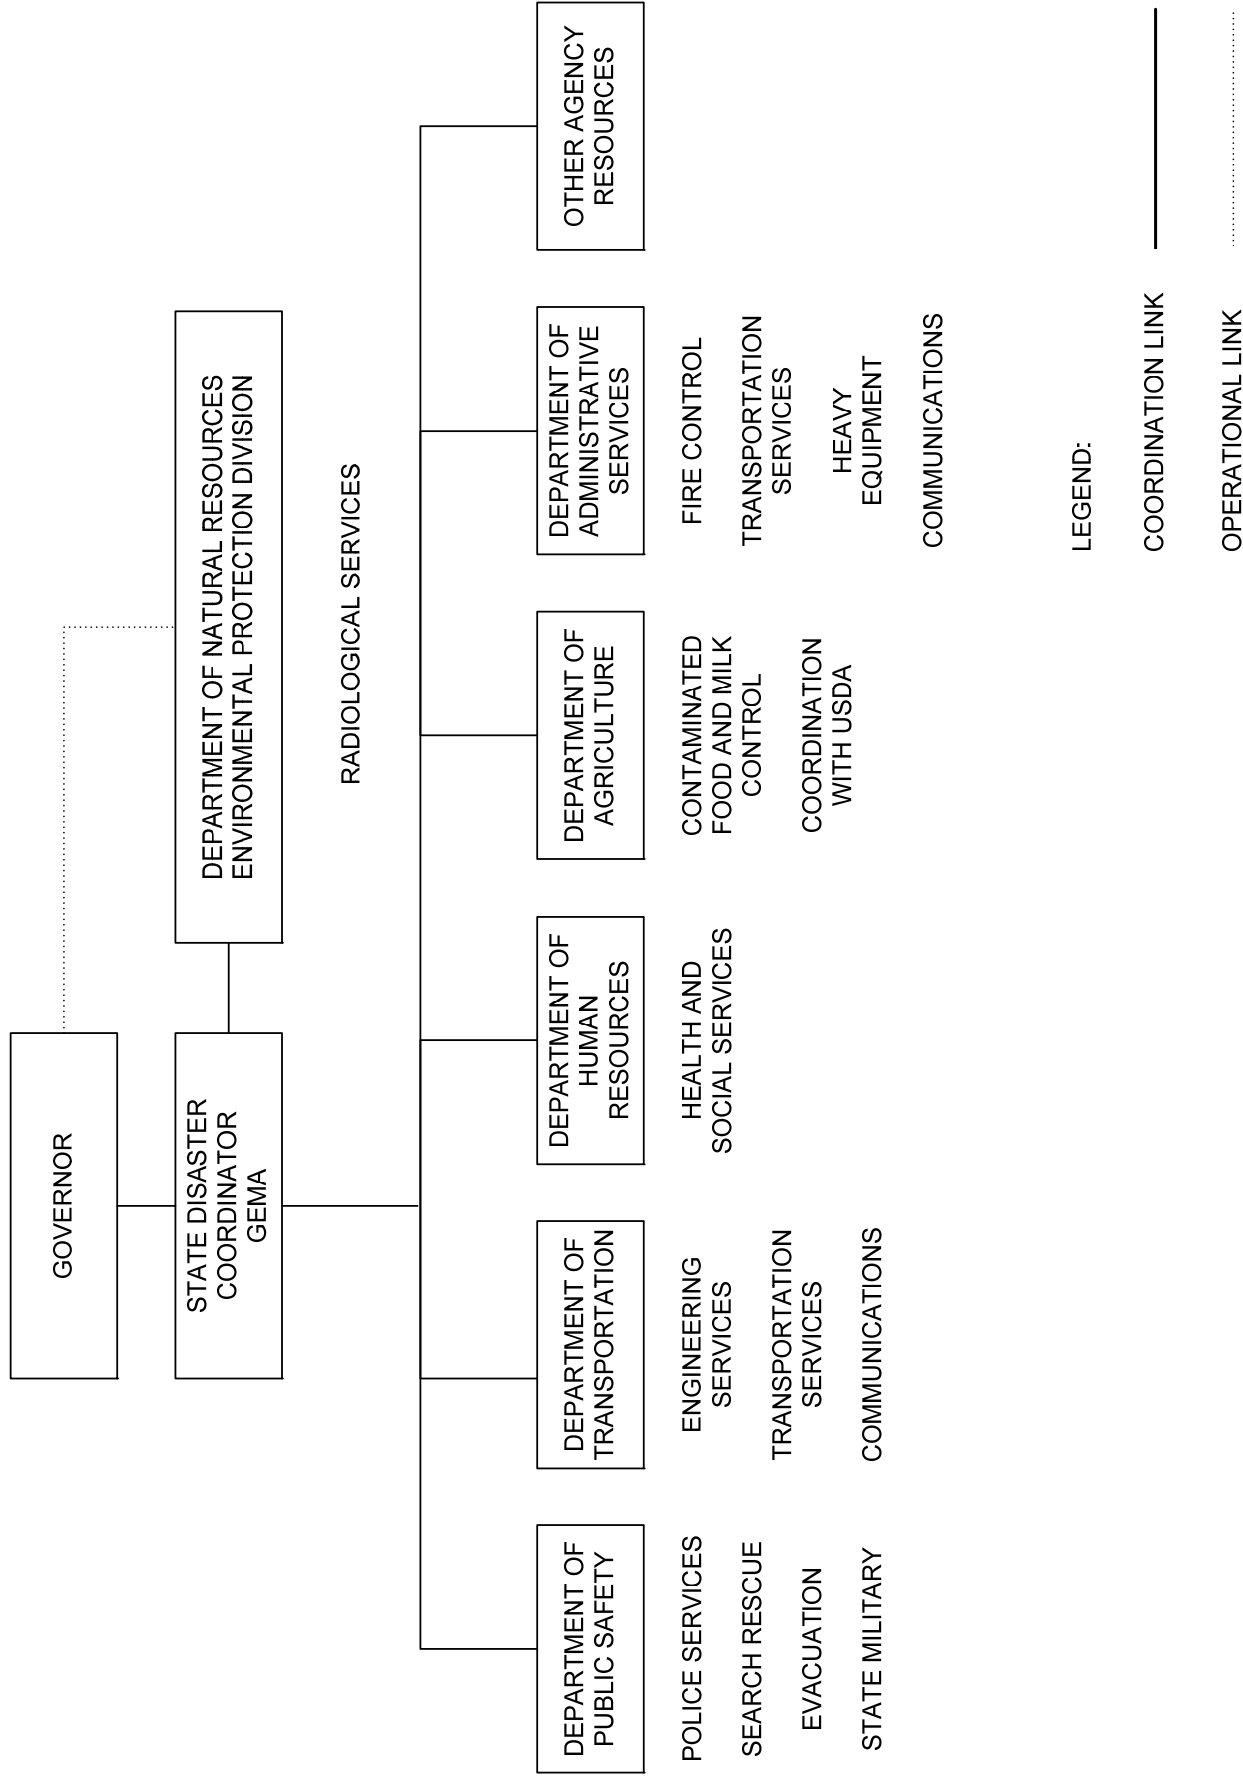 GOVERNOR
STATE DISASTER
COORDINATOR
GEMA
DEPARTMENT OF NATURAL RESOURCES
ENVIRONMENTAL PROTECTION DIVISION
RADIOLOGICAL SERVICES
DEPARTMENT OF
PUBLIC SAFETY
POLICE SERVICES
SEARCH RESCUE
EVACUATION
STATE MILITARY
DEPARTMENT OF
TRANSPORTATION
ENGINEERING
SERVICES
TRANSPORTATION
SERVICES
COMMUNICATIONS
DEPARTMENT OF
HUMAN
RESOURCES
HEALTH AND
SOCIAL SERVICES
DEPARTMENT OF
AGRICULTURE
CONTAMINATED
FOOD AND MILK
CONTROL
COORDINATION
WITH USDA
DEPARTMENT OF
ADMINISTRATIVE
SERVICES
FIRE CONTROL
TRANSPORTATION
SERVICES
HEAVY
EQUIPMENT
COMMUNICATIONS
OTHER AGENCY
RESOURCES
LEGEND:
COORDINATION LINK
OPERATIONAL LINK